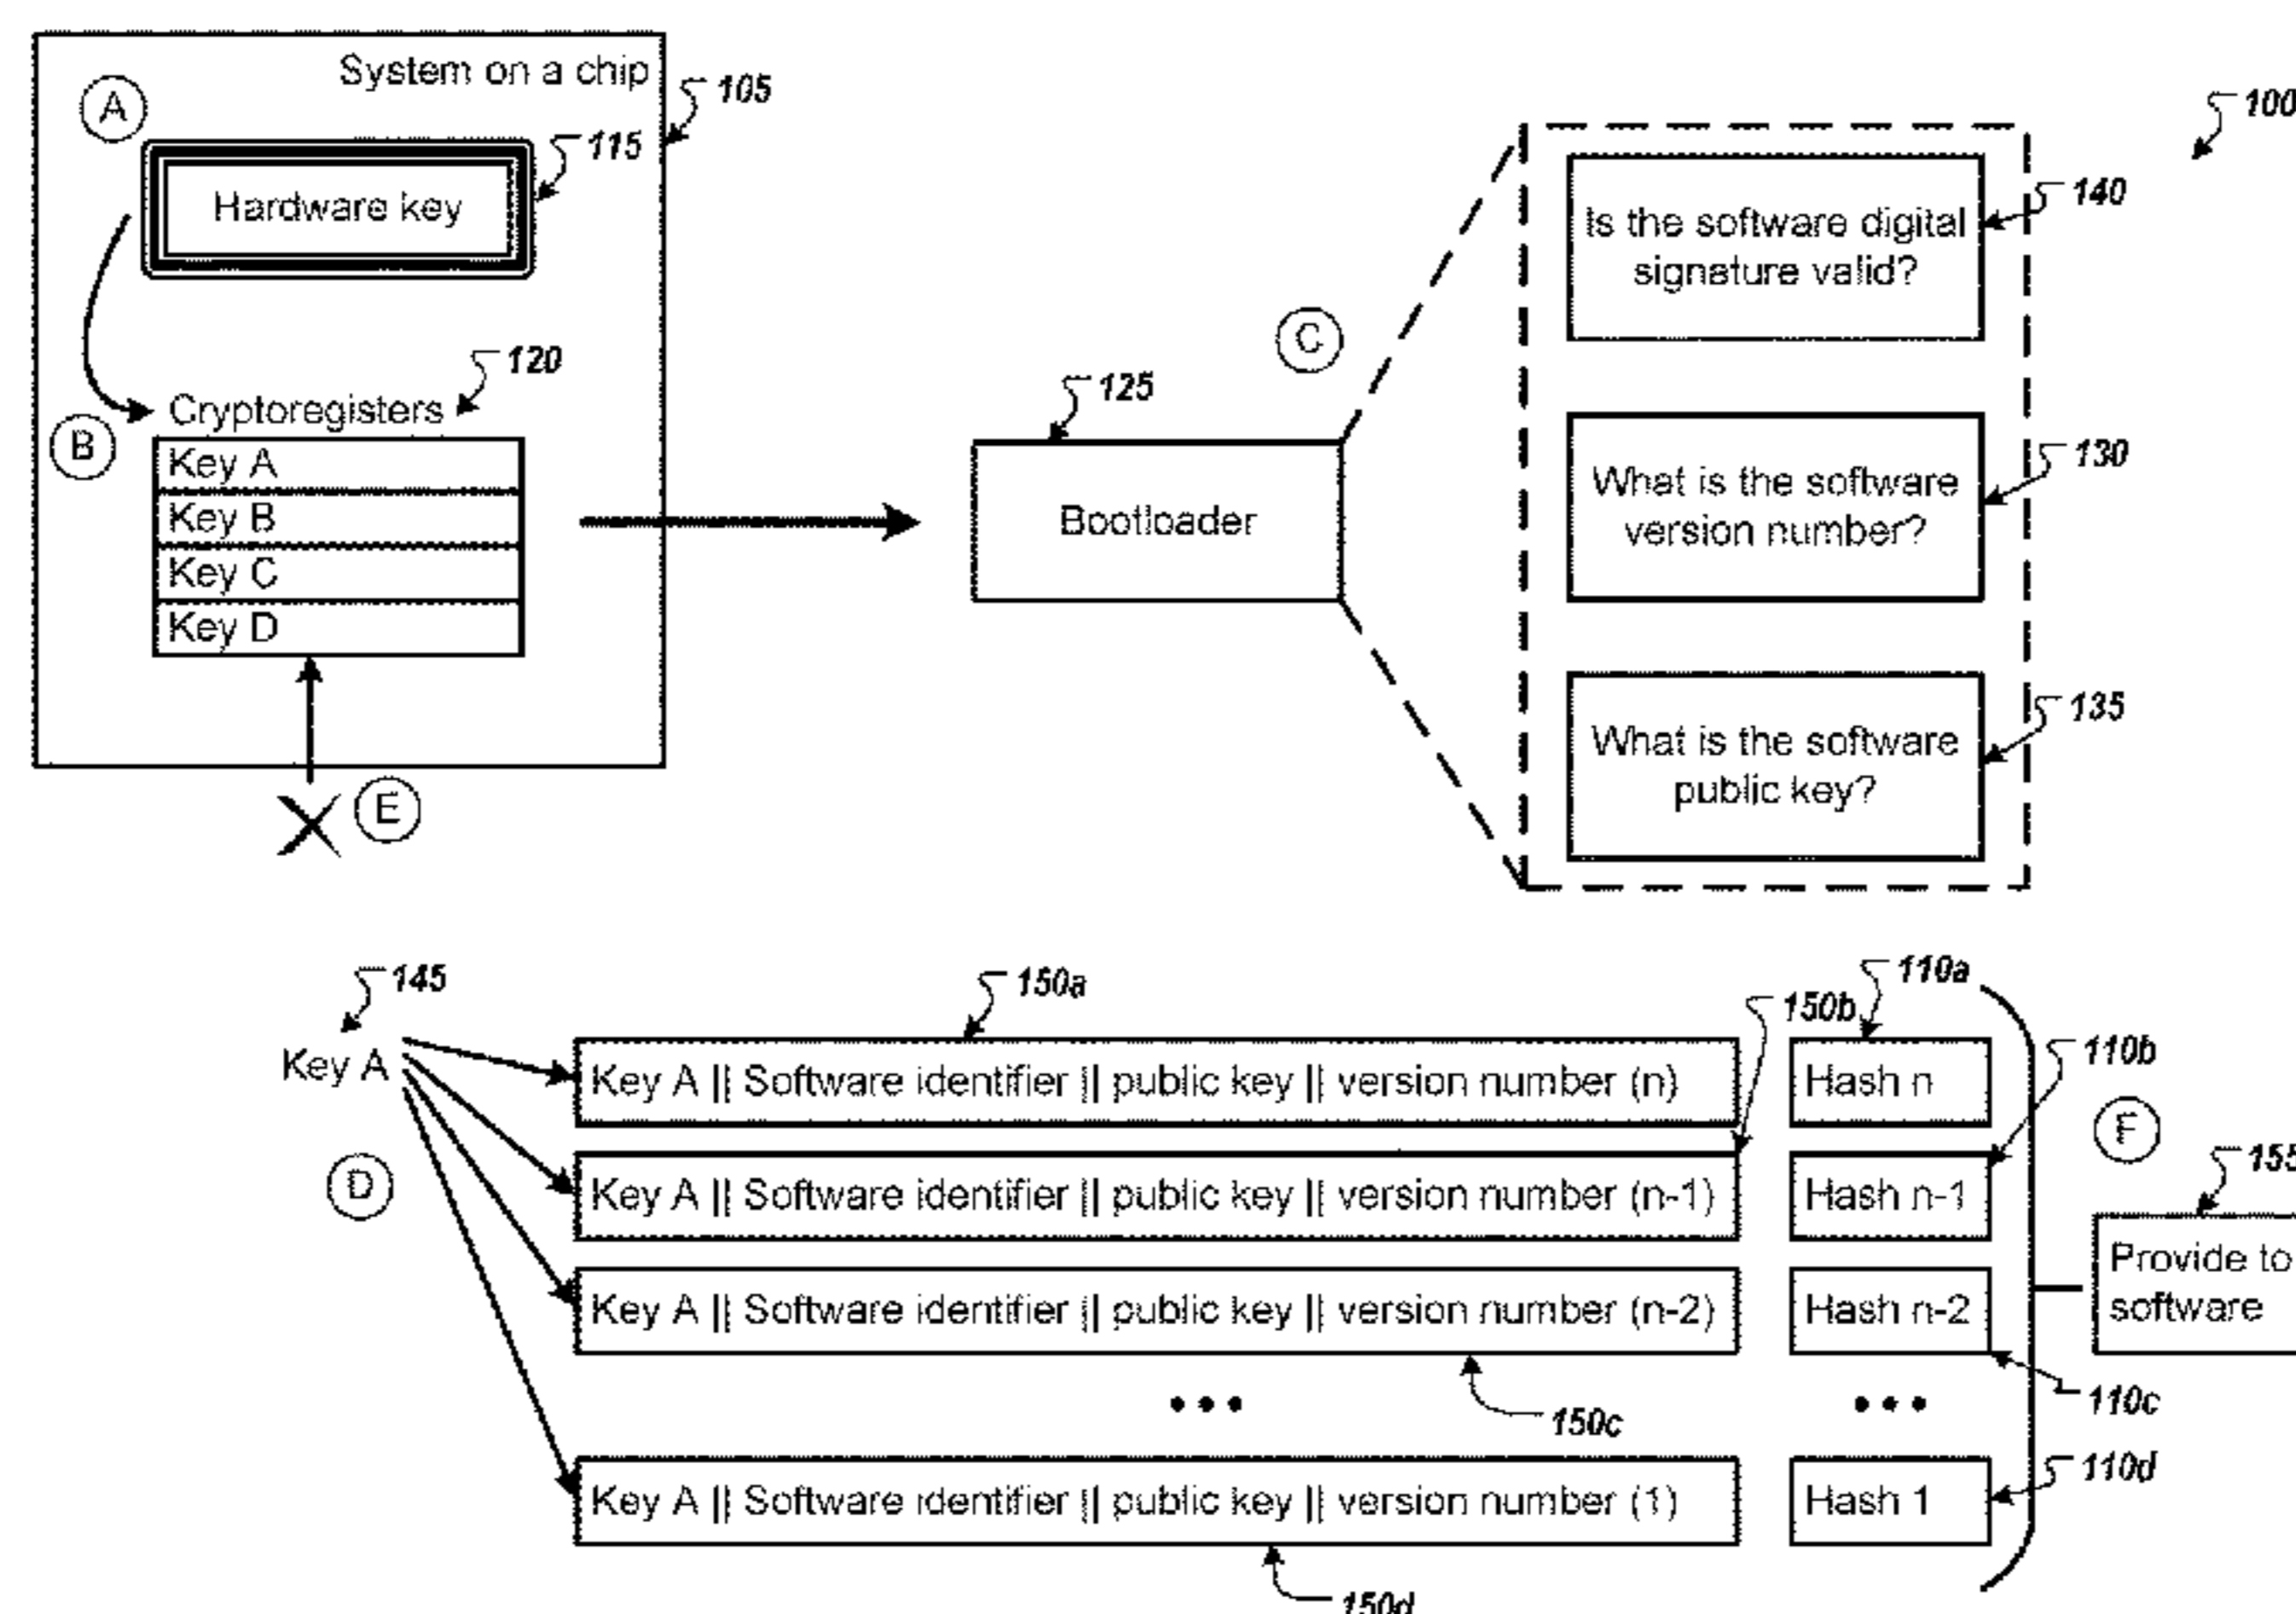 System on a chip
105
A
115
Hardware key
120
Cryptoregisters
B
Key A
Key B
Key C
Key D
E
125
Bootloader
C
100
140
Is the software digital
signature valid?
130
What is the software
version number?
135
What is the software
public key?
145
Key A
D
150a
Key A || Software identifier || public key || version number (n)
150b
Key A || Software identifier || public key || version number (n-1)
Key A || Software identifier || public key || version number (n-2)
150c
•••
Key A || Software identifier || public key || version number (1)
150d
110a
Hash n
110b
Hash n-1
Hash n-2
110c
•••
Hash 1
110d
F
155
Provide to
software